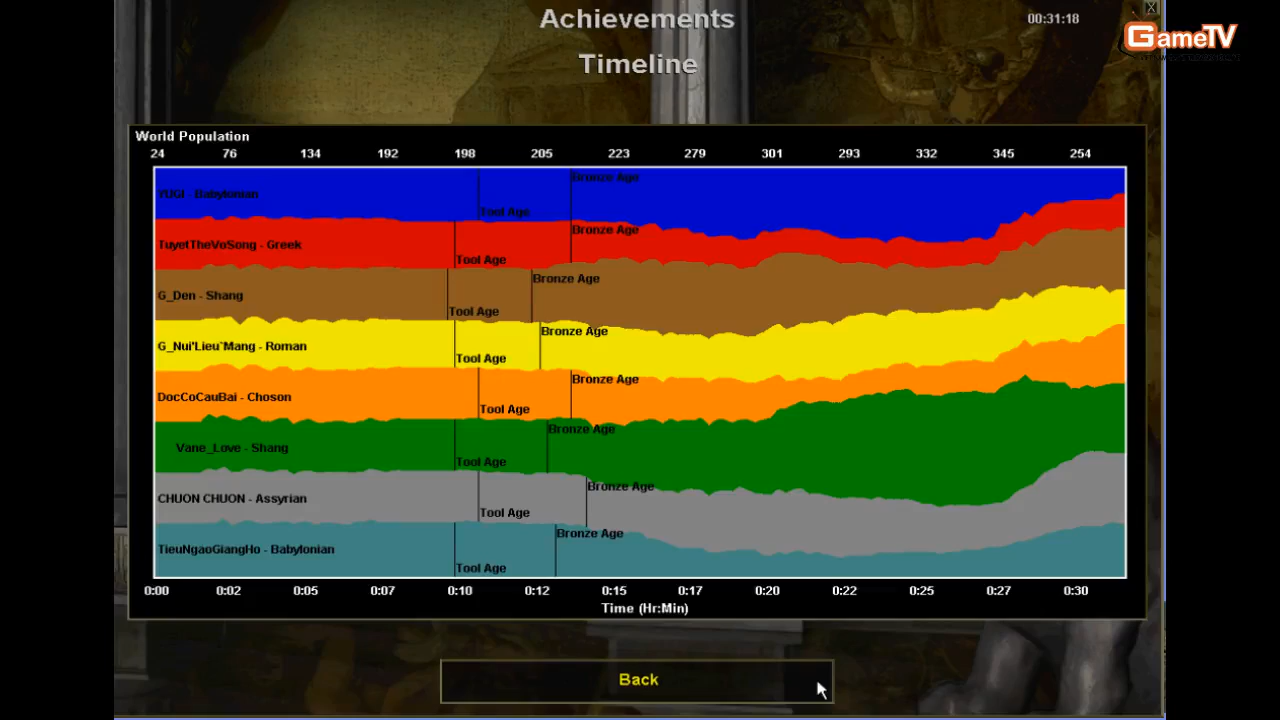 Achievements
00:31:18
X
GameTV
Timeline
World Population
24 76 134 192 198 205 223 279 301 293 332 345 254
Bronze Age
YUGI - Babylonian
Tool Age
Bronze Age
TuyetTheVoSong - Greek
Tool Age
Bronze Age
G_Den - Shang
Tool Age
Bronze Age
G_Nui'Lieu`Mang - Roman
Tool Age
Bronze Age
DocCoCauBai - Choson
Tool Age
Bronze Age
Vane_Love - Shang
Tool Age
Bronze Age
CHUON CHUON - Assyrian
Tool Age
Bronze Age
TieuNgaoGiangHo - Babylonian
Tool Age
0:00 0:02 0:05 0:07 0:10 0:12 0:15 0:17 0:20 0:22 0:25 0:27 0:30
Time (Hr:Min)
Back